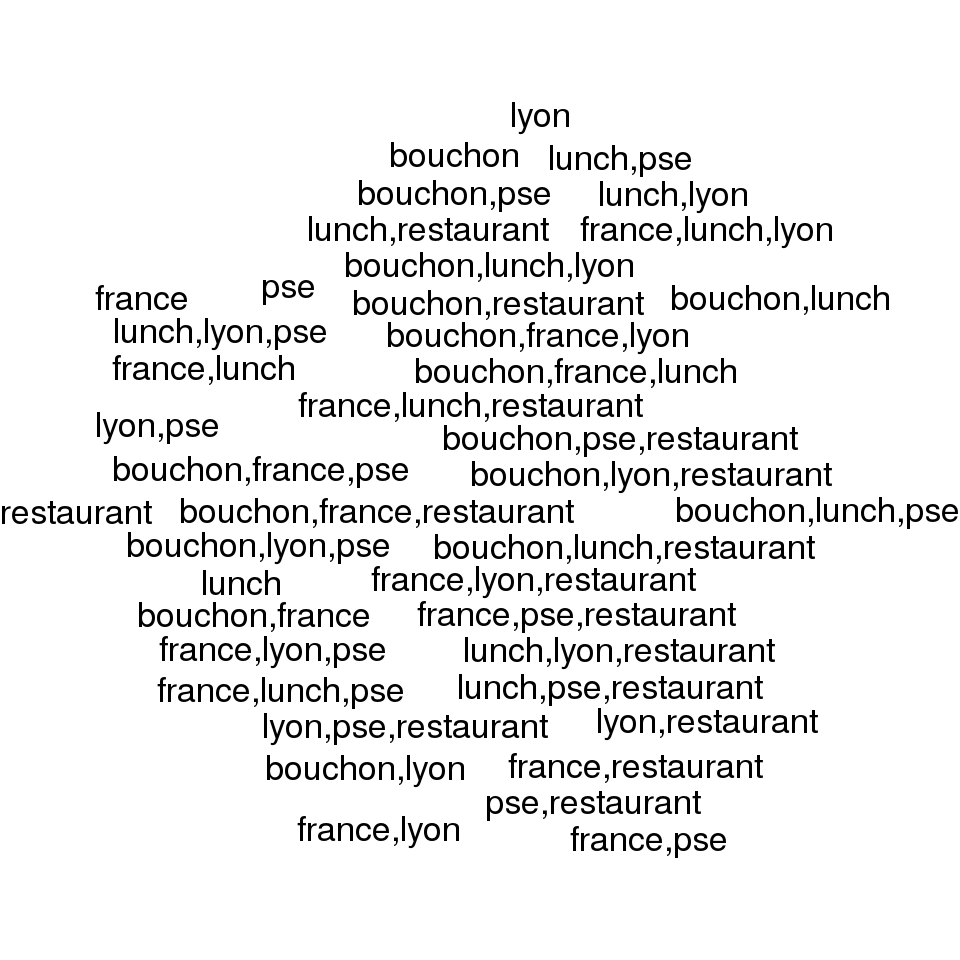 lyon
bouchon lunch,pse
bouchon,pse lunch,lyon
lunch,restaurant france,lunch,lyon
bouchon,lunch,lyon
france pse bouchon,restaurant bouchon,lunch
lunch,lyon,pse bouchon,france,lyon
france,lunch bouchon,france,lunch
france,lunch,restaurant
lyon,pse bouchon,pse,restaurant
bouchon,france,pse bouchon,lyon,restaurant
restaurant bouchon,france,restaurant bouchon,lunch,pse
bouchon,lyon,pse bouchon,lunch,restaurant
lunch france,lyon,restaurant
bouchon,france france,pse,restaurant
france,lyon,pse lunch,lyon,restaurant
france,lunch,pse lunch,pse,restaurant
lyon,pse,restaurant lyon,restaurant
bouchon,lyon france,restaurant
pse,restaurant
france,lyon france,pse